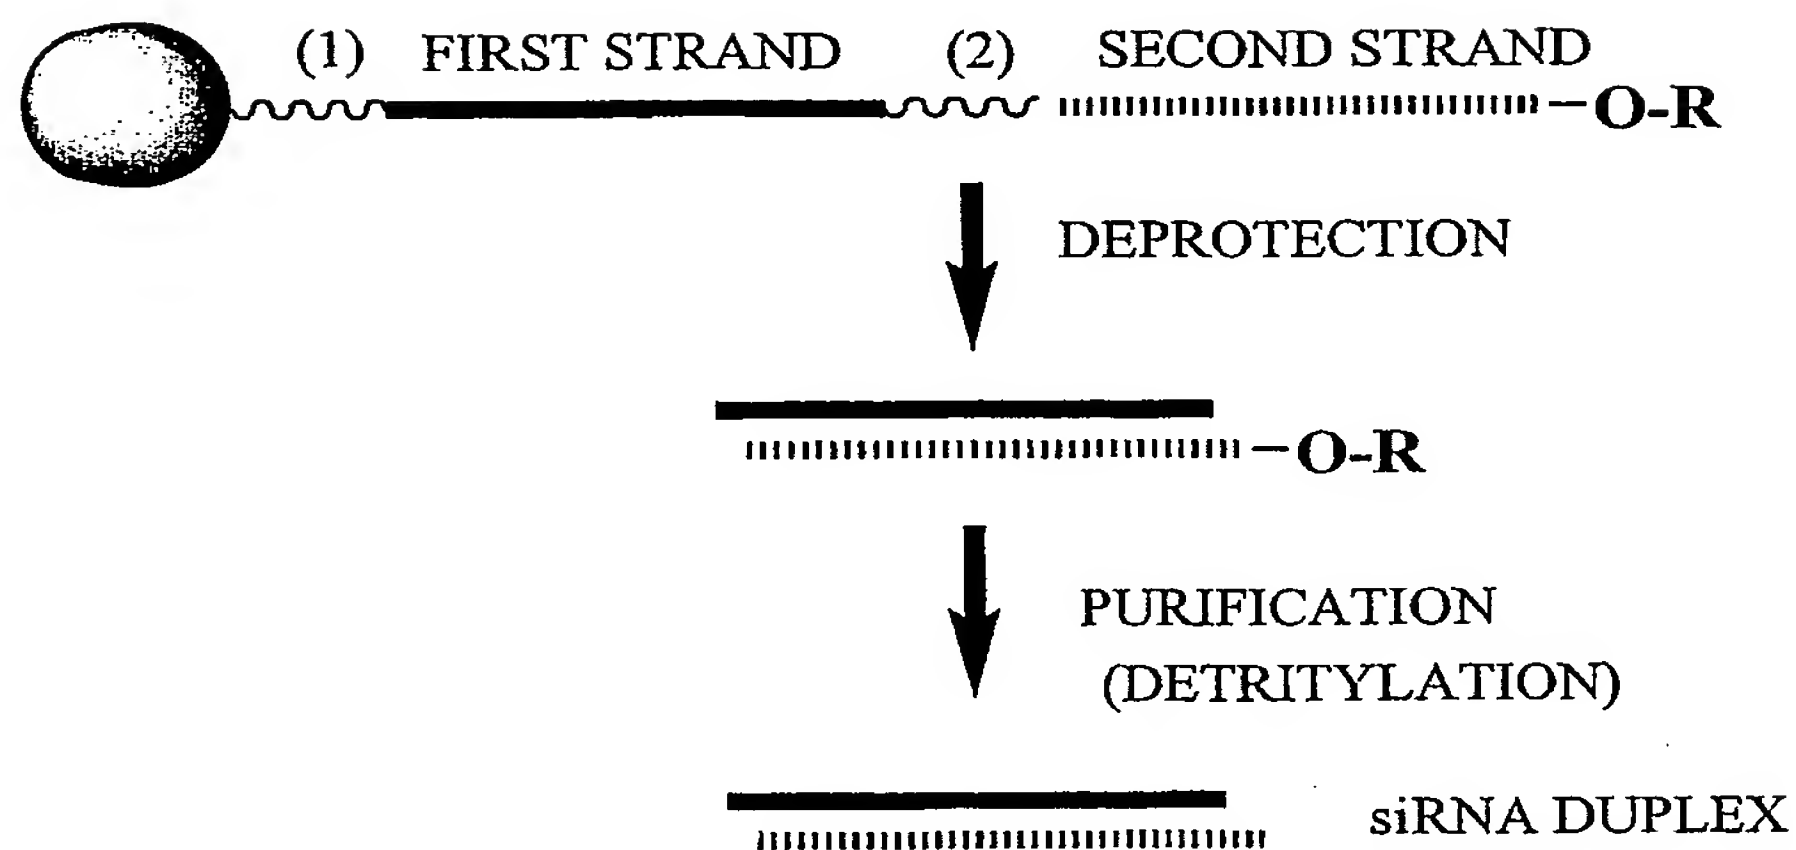 (1) FIRST STRAND (2) SECOND STRAND
–O-R
DEPROTECTION
–O-R
PURIFICATION
(DETRITYLATION)
siRNA DUPLEX